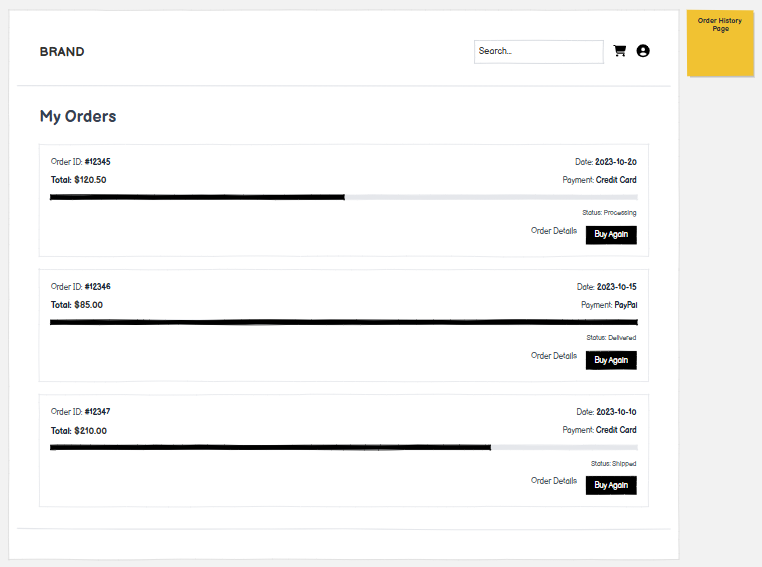 BRAND
Search...
Order History
Page
My Orders
Order ID: #12345
Date: 2023-10-20
Total: $120.50
Payment: Credit Card
Status: Processing
Order Details
Buy Again
Order ID: #12346
Date: 2023-10-15
Total: $85.00
Payment: PayPal
Status: Delivered
Order Details
Buy Again
Order ID: #12347
Date: 2023-10-10
Total: $210.00
Payment: Credit Card
Status: Shipped
Order Details
Buy Again